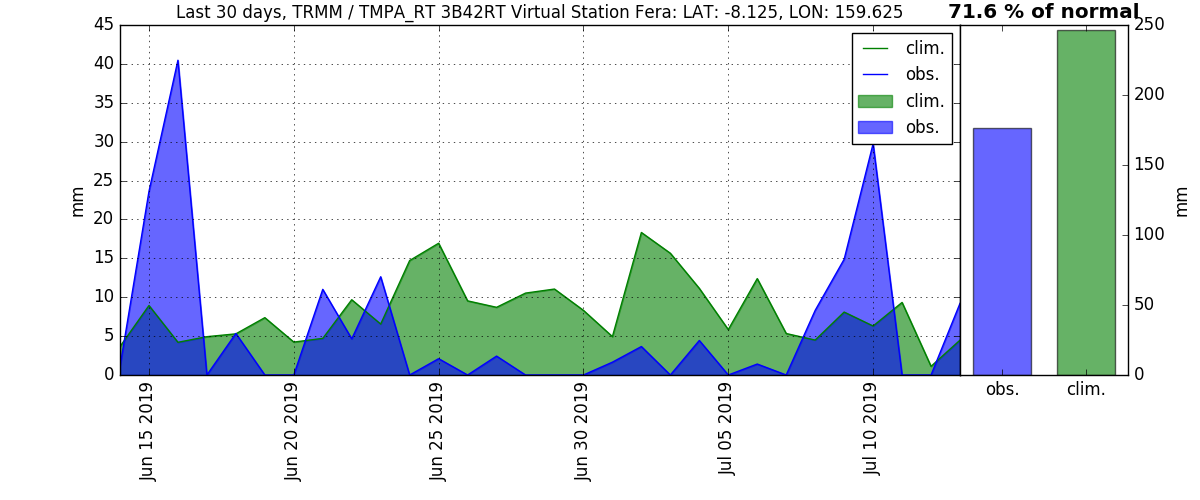 Last 30 days, TRMM / TMPA_RT 3B42RT Virtual Station Fera: LAT: -8.125, LON: 159.625
71.6 % of normal
45
40
35
30
25
20
15
10
5
0
mm
clim.
obs.
clim.
obs.
250
200
150
100
50
0
mm
Jun 15 2019
Jun 20 2019
Jun 25 2019
Jun 30 2019
Jul 05 2019
Jul 10 2019
obs.
clim.